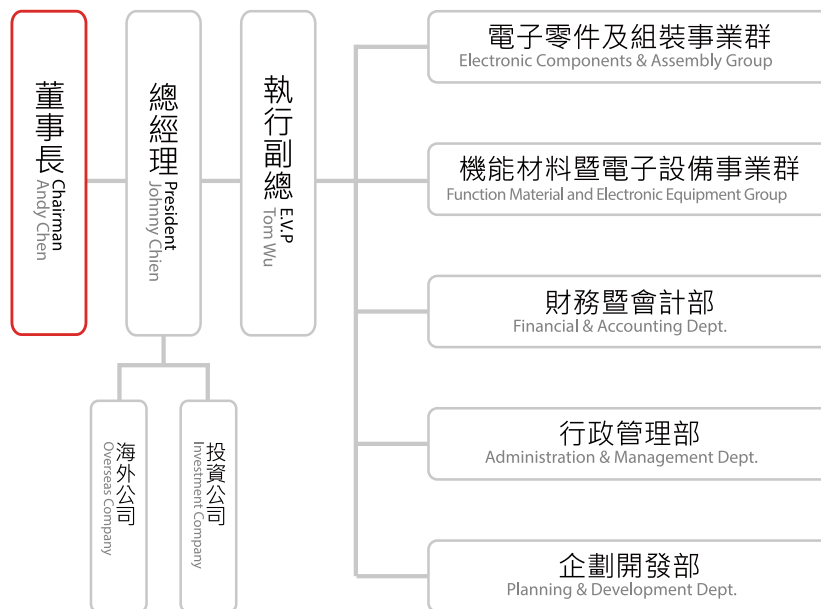 董事長
Chairman
Andy Chen
總經理
President
Johnny Chien
執行副總
E.V.P
Tom Wu
海外公司
Overseas Company
投資公司
Investment Company
電子零件及組裝事業群
Electronic Components & Assembly Group
機能材料暨電子設備事業群
Function Material and Electronic Equipment Group
財務暨會計部
Financial & Accounting Dept.
行政管理部
Administration & Management Dept.
企劃開發部
Planning & Development Dept.